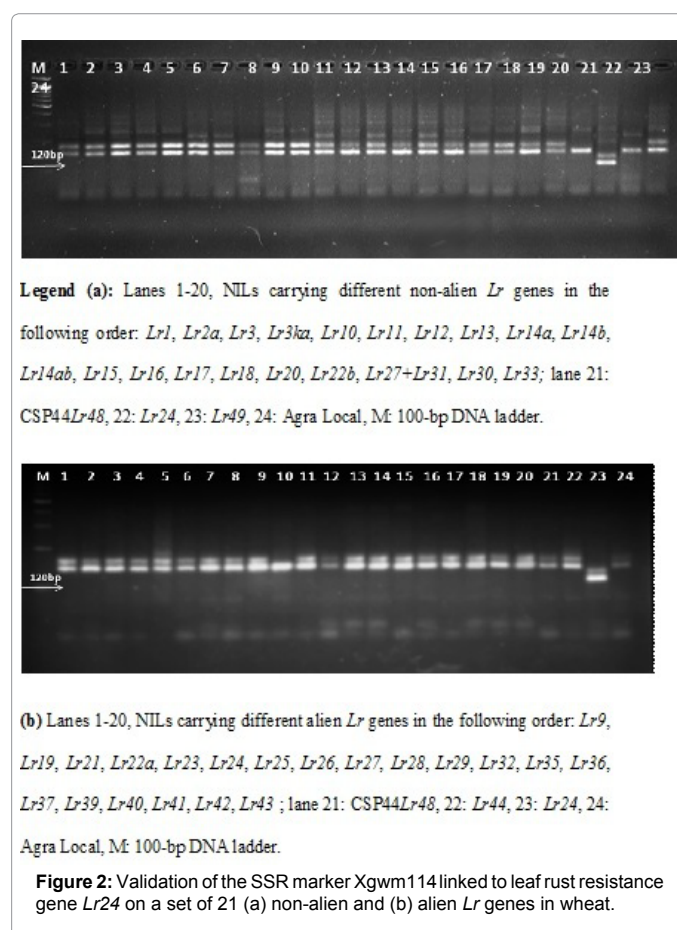 M 1 2 3 4 5 6 7 8 9 10 11 12 13 14 15 16 17 18 19 20 21 22 23
24
120bp
Legend (a): Lanes 1-20, NILs carrying different non-alien Lr genes in the
following order: Lr1, Lr2a, Lr3, Lr3ka, Lr10, Lr11, Lr12, Lr13, Lr14a, Lr14b,
Lr14ab, Lr15, Lr16, Lr17, Lr18, Lr20, Lr22b, Lr27+Lr31, Lr30, Lr33; lane 21:
CSP44Lr48, 22: Lr24, 23: Lr49, 24: Agra Local, M: 100-bp DNA ladder.
M 1 2 3 4 5 6 7 8 9 10 11 12 13 14 15 16 17 18 19 20 21 22 23 24
120bp
(b) Lanes 1-20, NILs carrying different alien Lr genes in the following order: Lr9,
Lr19, Lr21, Lr22a, Lr23, Lr24, Lr25, Lr26, Lr27, Lr28, Lr29, Lr32, Lr35, Lr36,
Lr37, Lr39, Lr40, Lr41, Lr42, Lr43 ; lane 21: CSP44Lr48, 22: Lr44, 23: Lr24, 24:
Agra Local, M: 100-bp DNA ladder.
Figure 2: Validation of the SSR marker Xgwm114 linked to leaf rust resistance
gene Lr24 on a set of 21 (a) non-alien and (b) alien Lr genes in wheat.